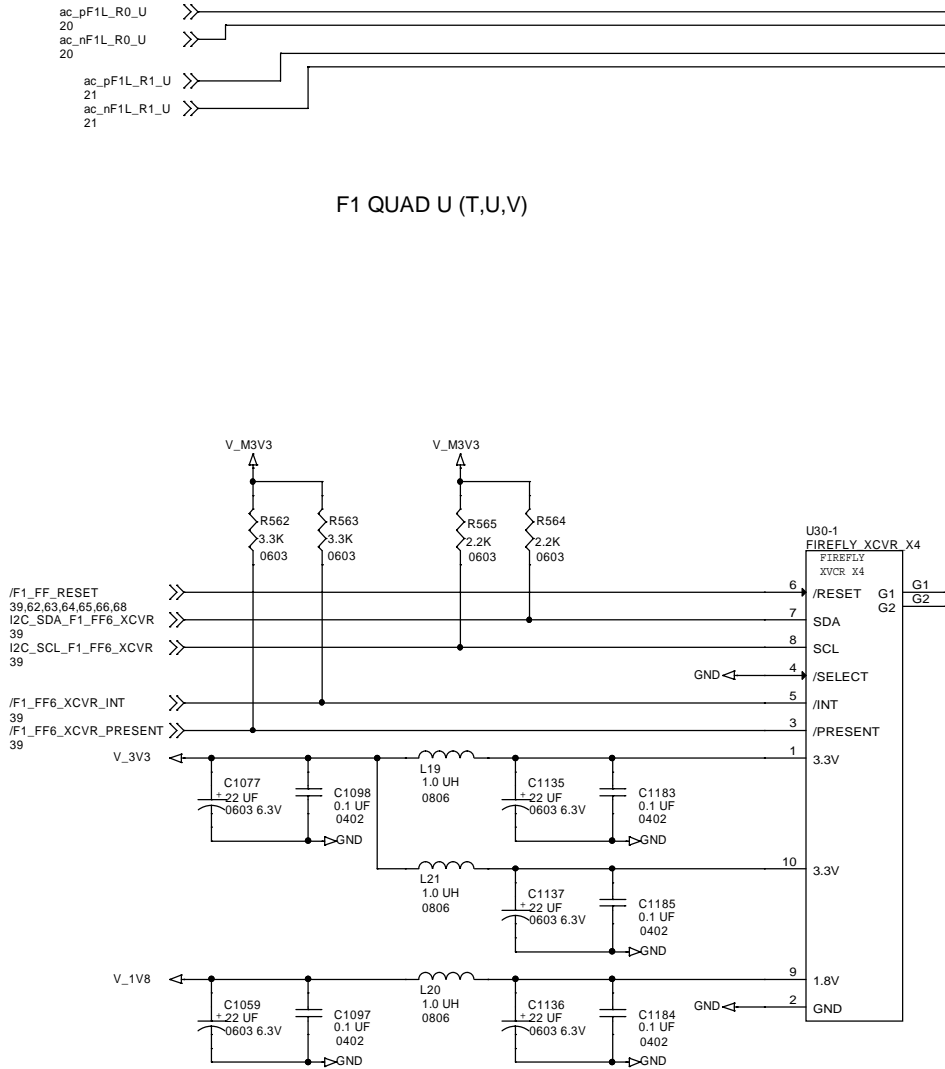 ac_pF1L_R0_U
20
ac_nF1L_R0_U
20
ac_pF1L_R1_U
21
ac_nF1L_R1_U
21
F1 QUAD U (T,U,V)
V_M3V3
V_M3V3
R562
3.3K
0603
R563
3.3K
0603
R565
2.2K
0603
R564
2.2K
0603
U30-1
FIREFLY_XCVR_X4
FIREFLY
XVCR X4
/F1_FF_RESET
39,62,63,64,65,66,68
I2C_SDA_F1_FF6_XCVR
39
I2C_SCL_F1_FF6_XCVR
39
/F1_FF6_XCVR_INT
39
/F1_FF6_XCVR_PRESENT
39
6 /RESET G1 G1
G2 G2
7 SDA
8 SCL
GND 4 /SELECT
5 /INT
3 /PRESENT
V_3V3
1 3.3V
C1077
+ 22 UF
0603 6.3V
C1098
0.1 UF
0402
GND
L19
1.0 UH
0806
C1135
+ 22 UF
0603 6.3V
C1183
0.1 UF
0402
GND
10 3.3V
L21
1.0 UH
0806
C1137
+ 22 UF
0603 6.3V
C1185
0.1 UF
0402
GND
V_1V8
9 1.8V
GND 2 GND
C1059
+ 22 UF
0603 6.3V
C1097
0.1 UF
0402
GND
L20
1.0 UH
0806
C1136
+ 22 UF
0603 6.3V
C1184
0.1 UF
0402
GND